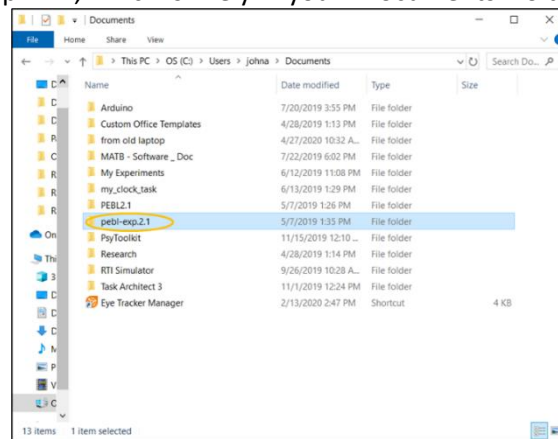 Documents
File Home Share View
This PC > OS (C:) > Users > johna > Documents
Search Do...
Name Date modified Type Size
Arduino 7/20/2019 3:55 PM File folder
Custom Office Templates 4/28/2019 1:13 PM File folder
from old laptop 4/27/2020 10:32 A... File folder
MATB - Software _ Doc 7/22/2019 6:02 PM File folder
My Experiments 6/12/2019 11:08 PM File folder
my_clock_task 6/13/2019 1:29 PM File folder
PEBL2.1 5/7/2019 1:26 PM File folder
pebl-exp.2.1 5/7/2019 1:35 PM File folder
PsyToolkit 11/15/2019 12:10 ... File folder
Research 4/28/2019 1:14 PM File folder
RTI Simulator 9/26/2019 10:28 A... File folder
Task Architect 3 11/1/2019 12:24 PM File folder
Eye Tracker Manager 2/13/2020 2:47 PM Shortcut 4 KB
On
Thi
13 items 1 item selected